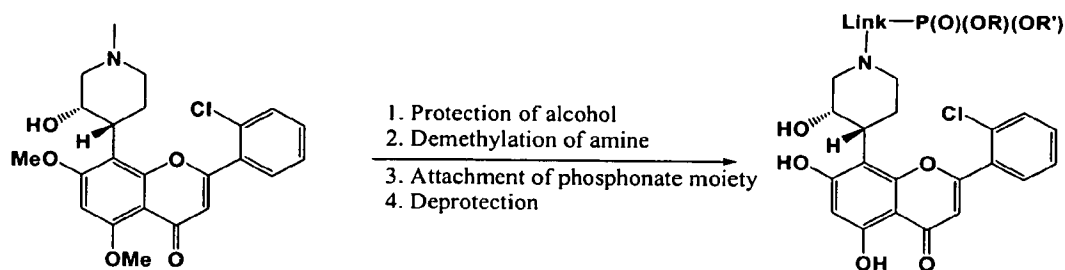 Link—P(O)(OR)(OR')
N
N
HO
Cl
H
MeO
O
OMe
O
1. Protection of alcohol
2. Demethylation of amine
3. Attachment of phosphonate moiety
4. Deprotection
HO
Cl
H
HO
O
OH
O